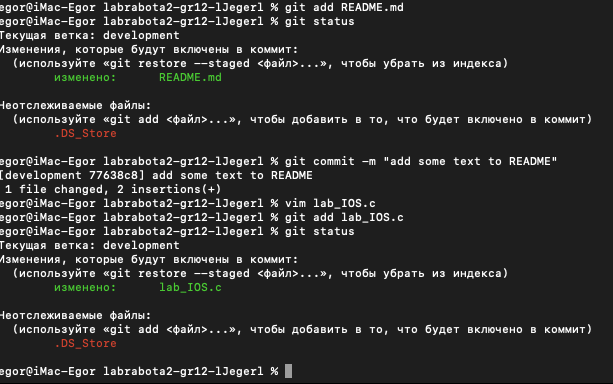 egor@iMac-Egor labrabota2-gr12-lJegerl % git add README.md
egor@iMac-Egor labrabota2-gr12-lJegerl % git status
Текущая ветка: development
Изменения, которые будут включены в коммит:
(используйте «git restore --staged <файл>...», чтобы убрать из индекса)
изменено: README.md
Неотслеживаемые файлы:
(используйте «git add <файл>...», чтобы добавить в то, что будет включено в коммит)
.DS_Store
egor@iMac-Egor labrabota2-gr12-lJegerl % git commit -m "add some text to README"
[development 77638c8] add some text to README
1 file changed, 2 insertions(+)
egor@iMac-Egor labrabota2-gr12-lJegerl % vim lab_IOS.c
egor@iMac-Egor labrabota2-gr12-lJegerl % git add lab_IOS.c
egor@iMac-Egor labrabota2-gr12-lJegerl % git status
Текущая ветка: development
Изменения, которые будут включены в коммит:
(используйте «git restore --staged <файл>...», чтобы убрать из индекса)
изменено: lab_IOS.c
Неотслеживаемые файлы:
(используйте «git add <файл>...», чтобы добавить в то, что будет включено в коммит)
.DS_Store
egor@iMac-Egor labrabota2-gr12-lJegerl %